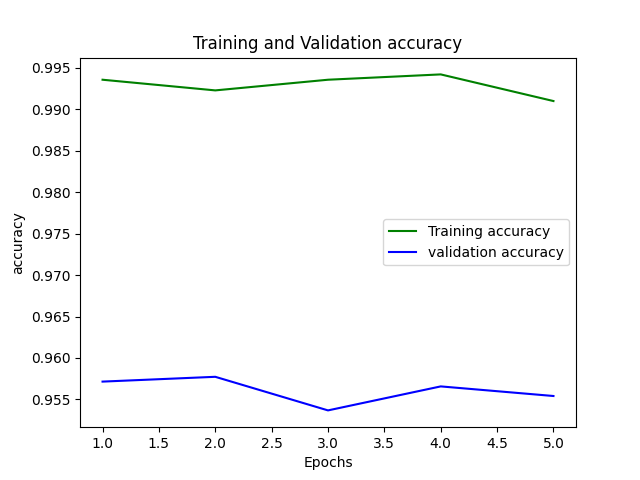 Training and Validation accuracy
0.995
0.990
0.985
0.980
0.975
0.970
0.965
0.960
0.955
accuracy
Training accuracy
validation accuracy
1.0 1.5 2.0 2.5 3.0 3.5 4.0 4.5 5.0
Epochs